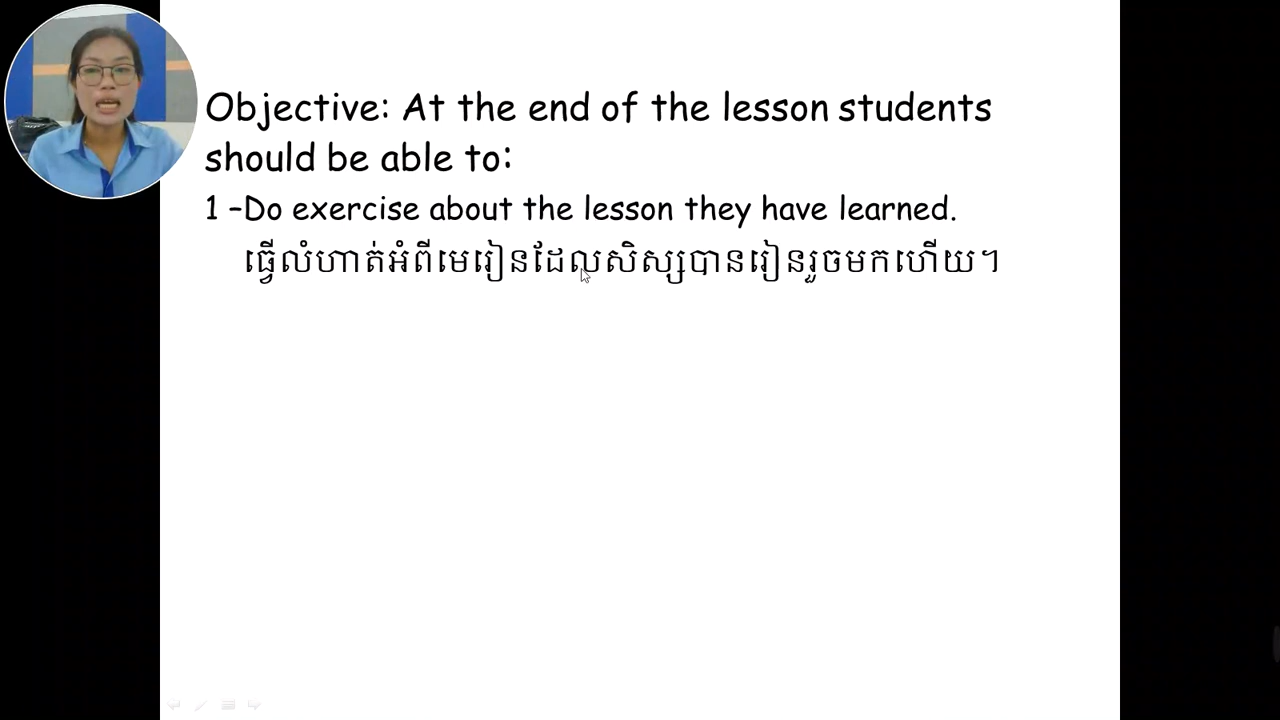 Objective: At the end of the lesson students
should be able to:
1 –Do exercise about the lesson they have learned.
ធ្វើលំហាត់អំពីមេរៀនដែលសិស្សបានរៀនរួចមកហើយ។